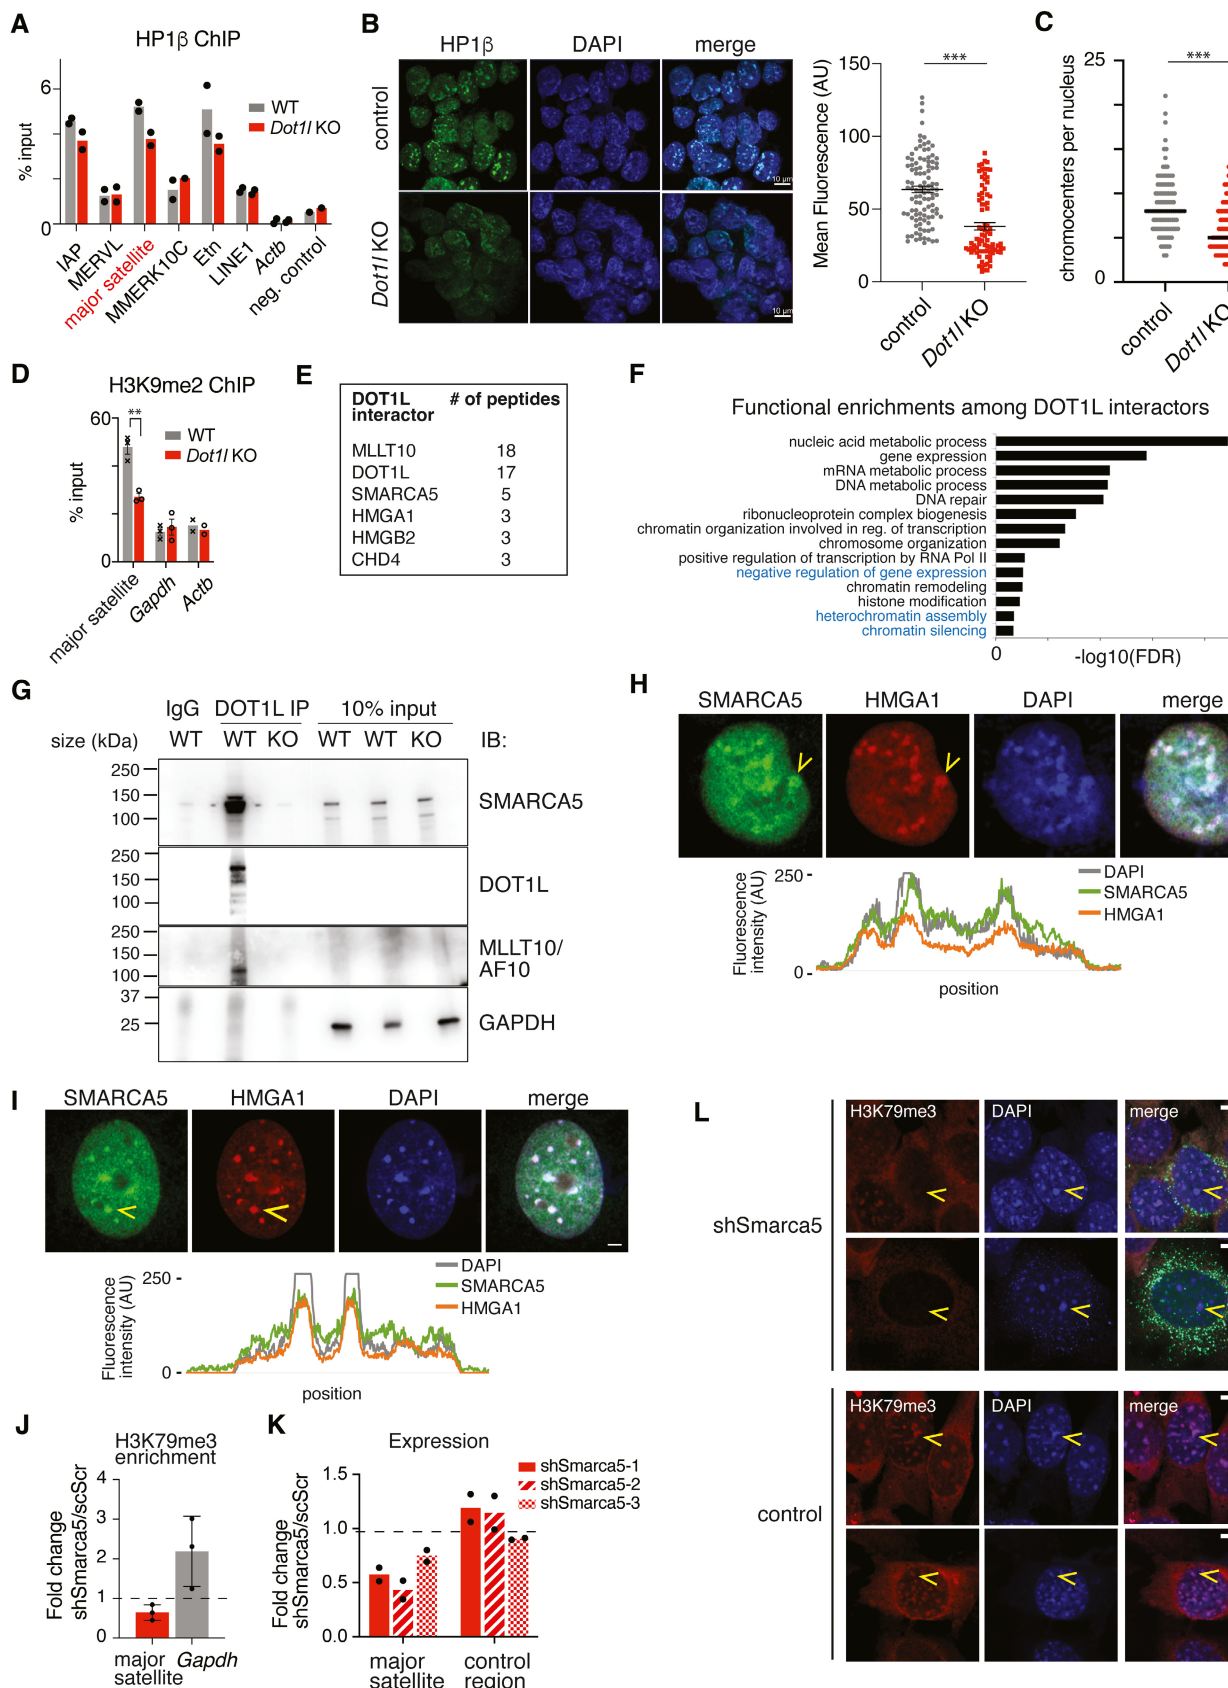 A
HP1β ChIP
6
0
% input
WT
Dot1l KO
IAP
MERVL
major satellite
MMERK10C
Etn
LINE1
Actb
neg. control
B
HP1β
DAPI
merge
control
Dot1l KO
10 µm
10 µm
150
100
50
0
Mean Fluorescence (AU)
***
control
Dot1l KO
C
25
0
chromocenters per nucleus
***
control
Dot1l KO
D
H3K9me2 ChIP
60
0
% input
**
WT
Dot1l KO
major satellite
Gapdh
Actb
E
DOT1L interactor # of peptides
MLLT10 18
DOT1L 17
SMARCA5 5
HMGA1 3
HMGB2 3
CHD4 3
F
Functional enrichments among DOT1L interactors
nucleic acid metabolic process
gene expression
mRNA metabolic process
DNA metabolic process
DNA repair
ribonucleoprotein complex biogenesis
chromatin organization involved in reg. of transcription
chromosome organization
positive regulation of transcription by RNA Pol II
negative regulation of gene expression
chromatin remodeling
histone modification
heterochromatin assembly
chromatin silencing
0
-log10(FDR)
G
IgG DOT1L IP 10% input
size (kDa) WT WT KO WT WT KO IB:
250
150
100
SMARCA5
250
150
100
DOT1L
250
150
100
MLLT10/
AF10
37
25
GAPDH
H
SMARCA5 HMGA1 DAPI merge
250
0
Fluorescence
intensity (AU)
DAPI
SMARCA5
HMGA1
position
I
SMARCA5 HMGA1 DAPI merge
250
0
Fluorescence
intensity (AU)
DAPI
SMARCA5
HMGA1
position
J
H3K79me3
enrichment
4
3
2
1
0
Fold change
shSmarca5/scScr
major
satellite
Gapdh
K
Expression
1.5
1.0
0.5
0.0
Fold change
shSmarca5/scScr
shSmarca5-1
shSmarca5-2
shSmarca5-3
major
satellite
control
region
L
H3K79me3 DAPI merge
shSmarca5
H3K79me3 DAPI merge
control